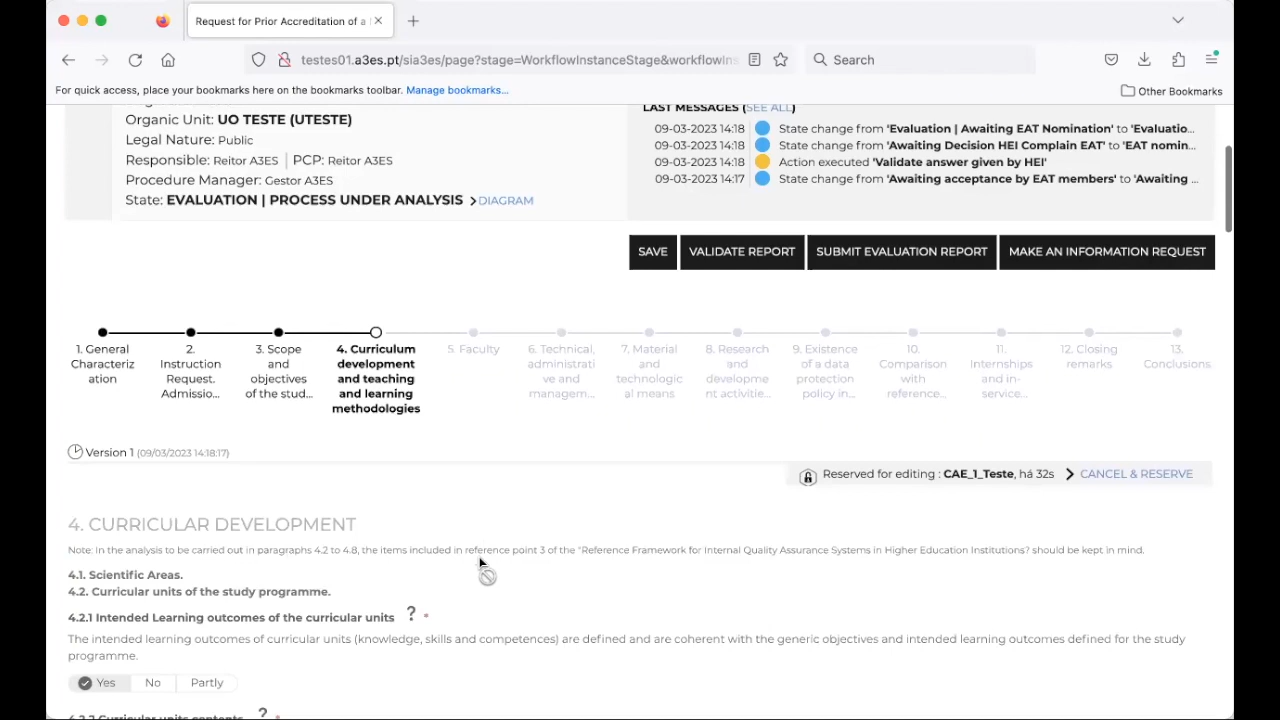 Request for Prior Accreditation of a
testes01.a3es.pt/sia3es/page?stage=WorkflowInstanceStage&workflowIns
Search
For quick access, place your bookmarks here on the bookmarks toolbar. Manage bookmarks...
Other Bookmarks
Organic Unit: UO TESTE (UTESTE)
Legal Nature: Public
Responsible: Reitor A3ES | PCP: Reitor A3ES
Procedure Manager: Gestor A3ES
State: EVALUATION | PROCESS UNDER ANALYSIS > DIAGRAM
LAST MESSAGES (SEE ALL)
09-03-2023 14:18 State change from 'Evaluation | Awaiting EAT Nomination' to 'Evaluatio...
09-03-2023 14:18 State change from 'Awaiting Decision HEI Complain EAT' to 'EAT nomin...
09-03-2023 14:18 Action executed 'Validate answer given by HEI'
09-03-2023 14:17 State change from 'Awaiting acceptance by EAT members' to 'Awaiting ...
SAVE VALIDATE REPORT SUBMIT EVALUATION REPORT MAKE AN INFORMATION REQUEST
1. General
Characteriz
ation
2.
Instruction
Request.
Admissio...
3. Scope
and
objectives
of the stud...
4. Curriculum
development
and teaching
and learning
methodologies
5. Faculty
6. Technical,
administrati
ve and
managem...
7. Material
and
technologic
al means
8. Research
and
developme
nt activitie...
9. Existence
of a data
protection
policy in...
10.
Comparison
with
reference...
11.
Internships
and in-
service...
12. Closing
remarks
13.
Conclusions
Version 1 (09/03/2023 14:18:17)
Reserved for editing : CAE_1_Teste, há 32s > CANCEL & RESERVE
4. CURRICULAR DEVELOPMENT
Note: In the analysis to be carried out in paragraphs 4.2 to 4.8, the items included in reference point 3 of the "Reference Framework for Internal Quality Assurance Systems in Higher Education Institutions? should be kept in mind.
4.1. Scientific Areas.
4.2. Curricular units of the study programme.
4.2.1 Intended Learning outcomes of the curricular units ? *
The intended learning outcomes of curricular units (knowledge, skills and competences) are defined and are coherent with the generic objectives and intended learning outcomes defined for the study
programme.
Yes No Partly
4.2.2 Curricular units contents ? *